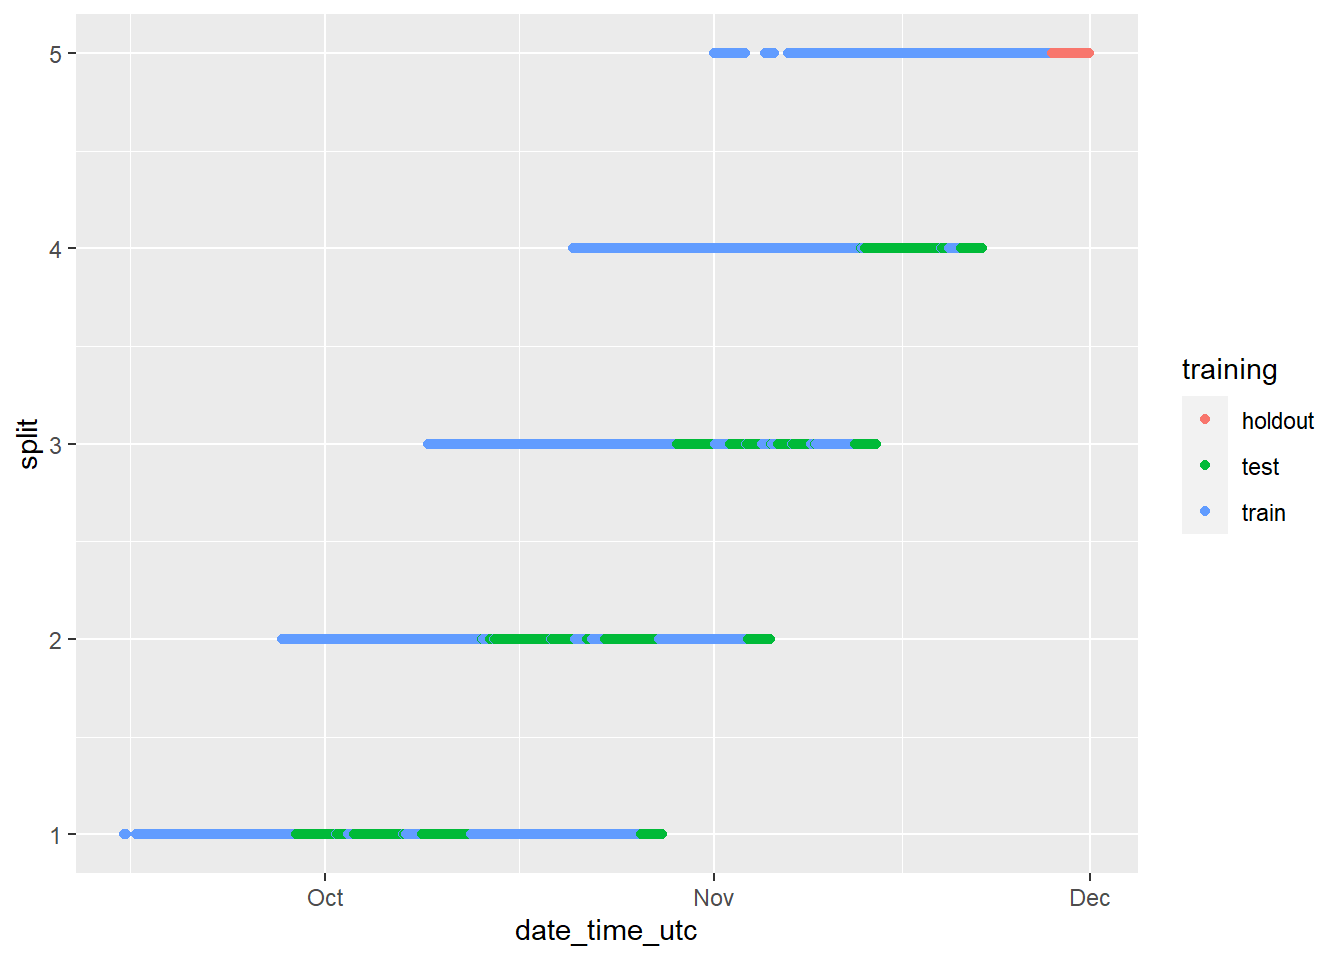 5
4
3
2
1
split
Oct
Nov
Dec
date_time_utc
training
holdout
test
train